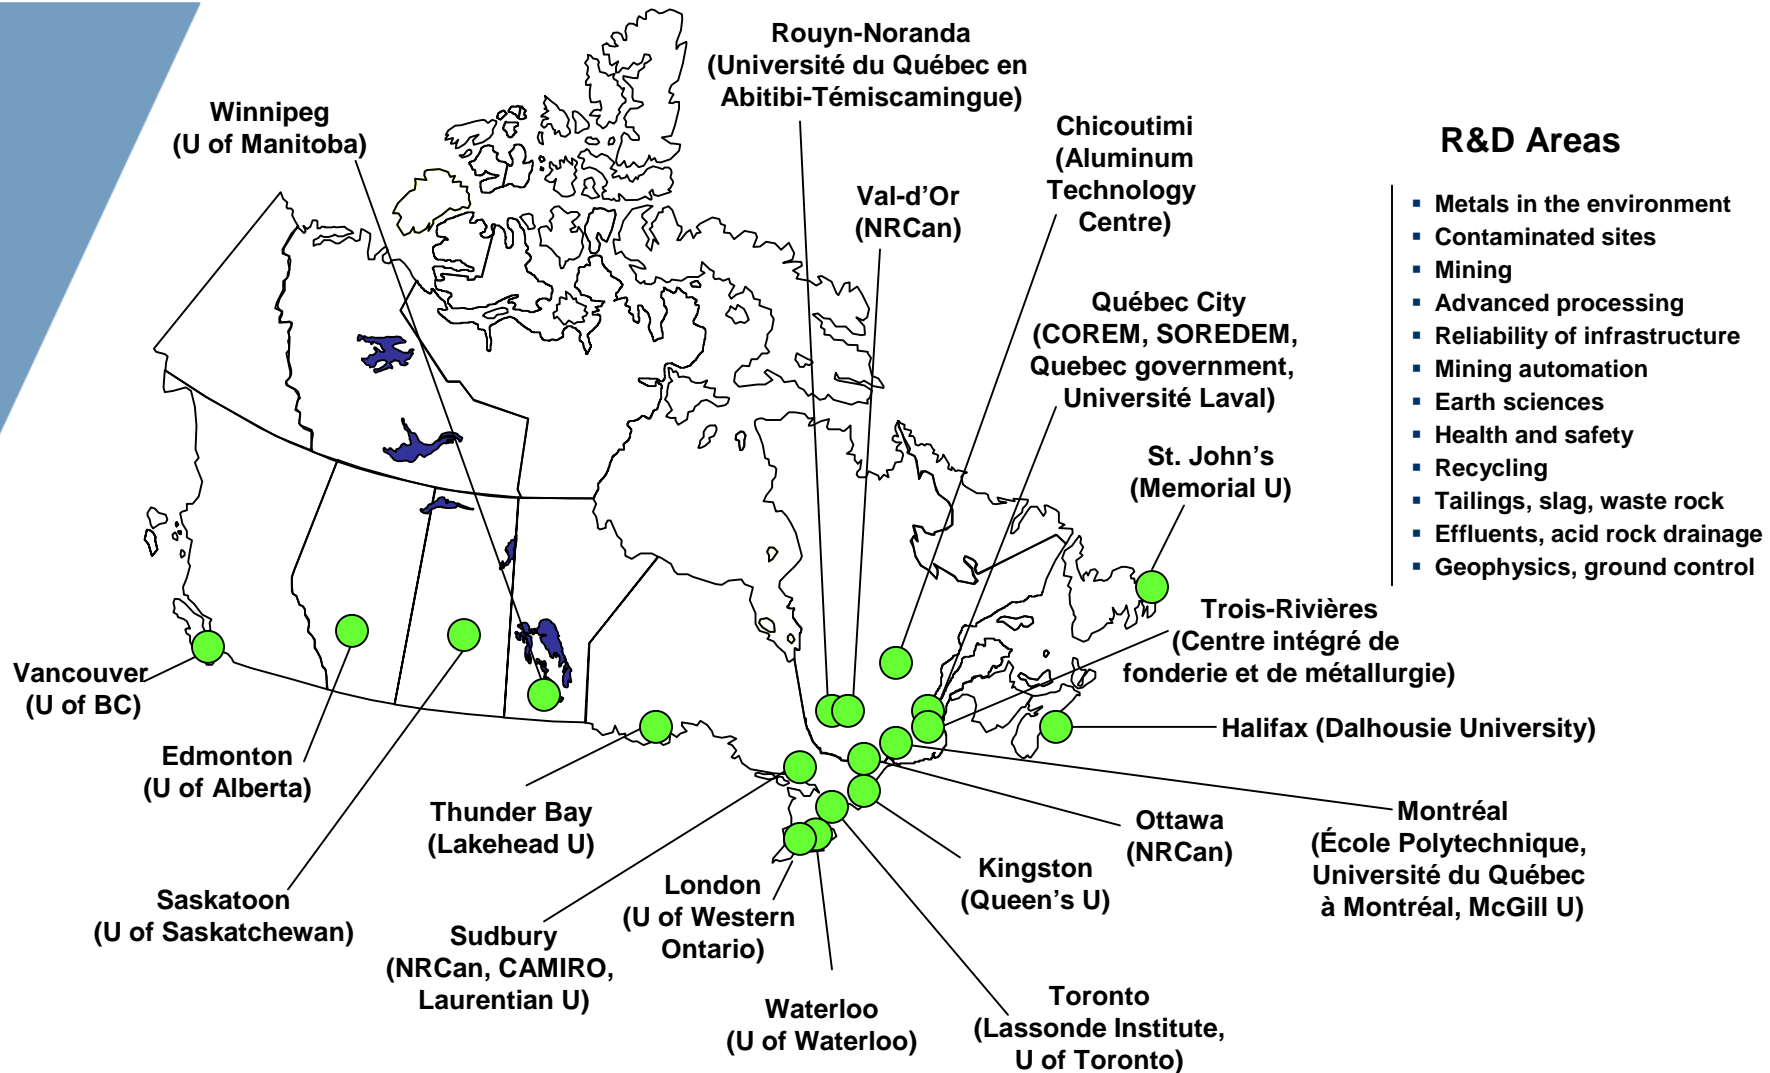 Rouyn-Noranda
(Université du Québec en
Abitibi-Témiscamingue)
Winnipeg
(U of Manitoba)
Chicoutimi
(Aluminum
Technology
Centre)
Val-d’Or
(NRCan)
Québec City
(COREM, SOREDEM,
Quebec government,
Université Laval)
St. John’s
(Memorial U)
Trois-Rivières
(Centre intégré de
fonderie et de métallurgie)
Halifax (Dalhousie University)
Vancouver
(U of BC)
Edmonton
(U of Alberta)
Saskatoon
(U of Saskatchewan)
Thunder Bay
(Lakehead U)
Sudbury
(NRCan, CAMIRO,
Laurentian U)
London
(U of Western
Ontario)
Waterloo
(U of Waterloo)
Toronto
(Lassonde Institute,
U of Toronto)
Kingston
(Queen’s U)
Ottawa
(NRCan)
Montréal
(École Polytechnique,
Université du Québec
à Montréal, McGill U)
R&D Areas
▪ Metals in the environment
▪ Contaminated sites
▪ Mining
▪ Advanced processing
▪ Reliability of infrastructure
▪ Mining automation
▪ Earth sciences
▪ Health and safety
▪ Recycling
▪ Tailings, slag, waste rock
▪ Effluents, acid rock drainage
▪ Geophysics, ground control